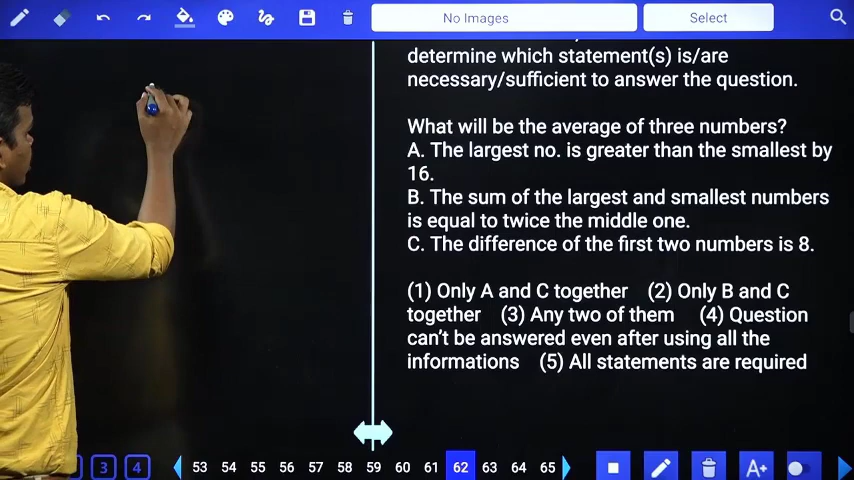 No Images
Select
determine which statement(s) is/are
necessary/sufficient to answer the question.
What will be the average of three numbers?
A. The largest no. is greater than the smallest by
16.
B. The sum of the largest and smallest numbers
is equal to twice the middle one.
C. The difference of the first two numbers is 8.
(1) Only A and C together (2) Only B and C
together (3) Any two of them (4) Question
can't be answered even after using all the
informations (5) All statements are required
3 4 53 54 55 56 57 58 59 60 61 62 63 64 65 A+